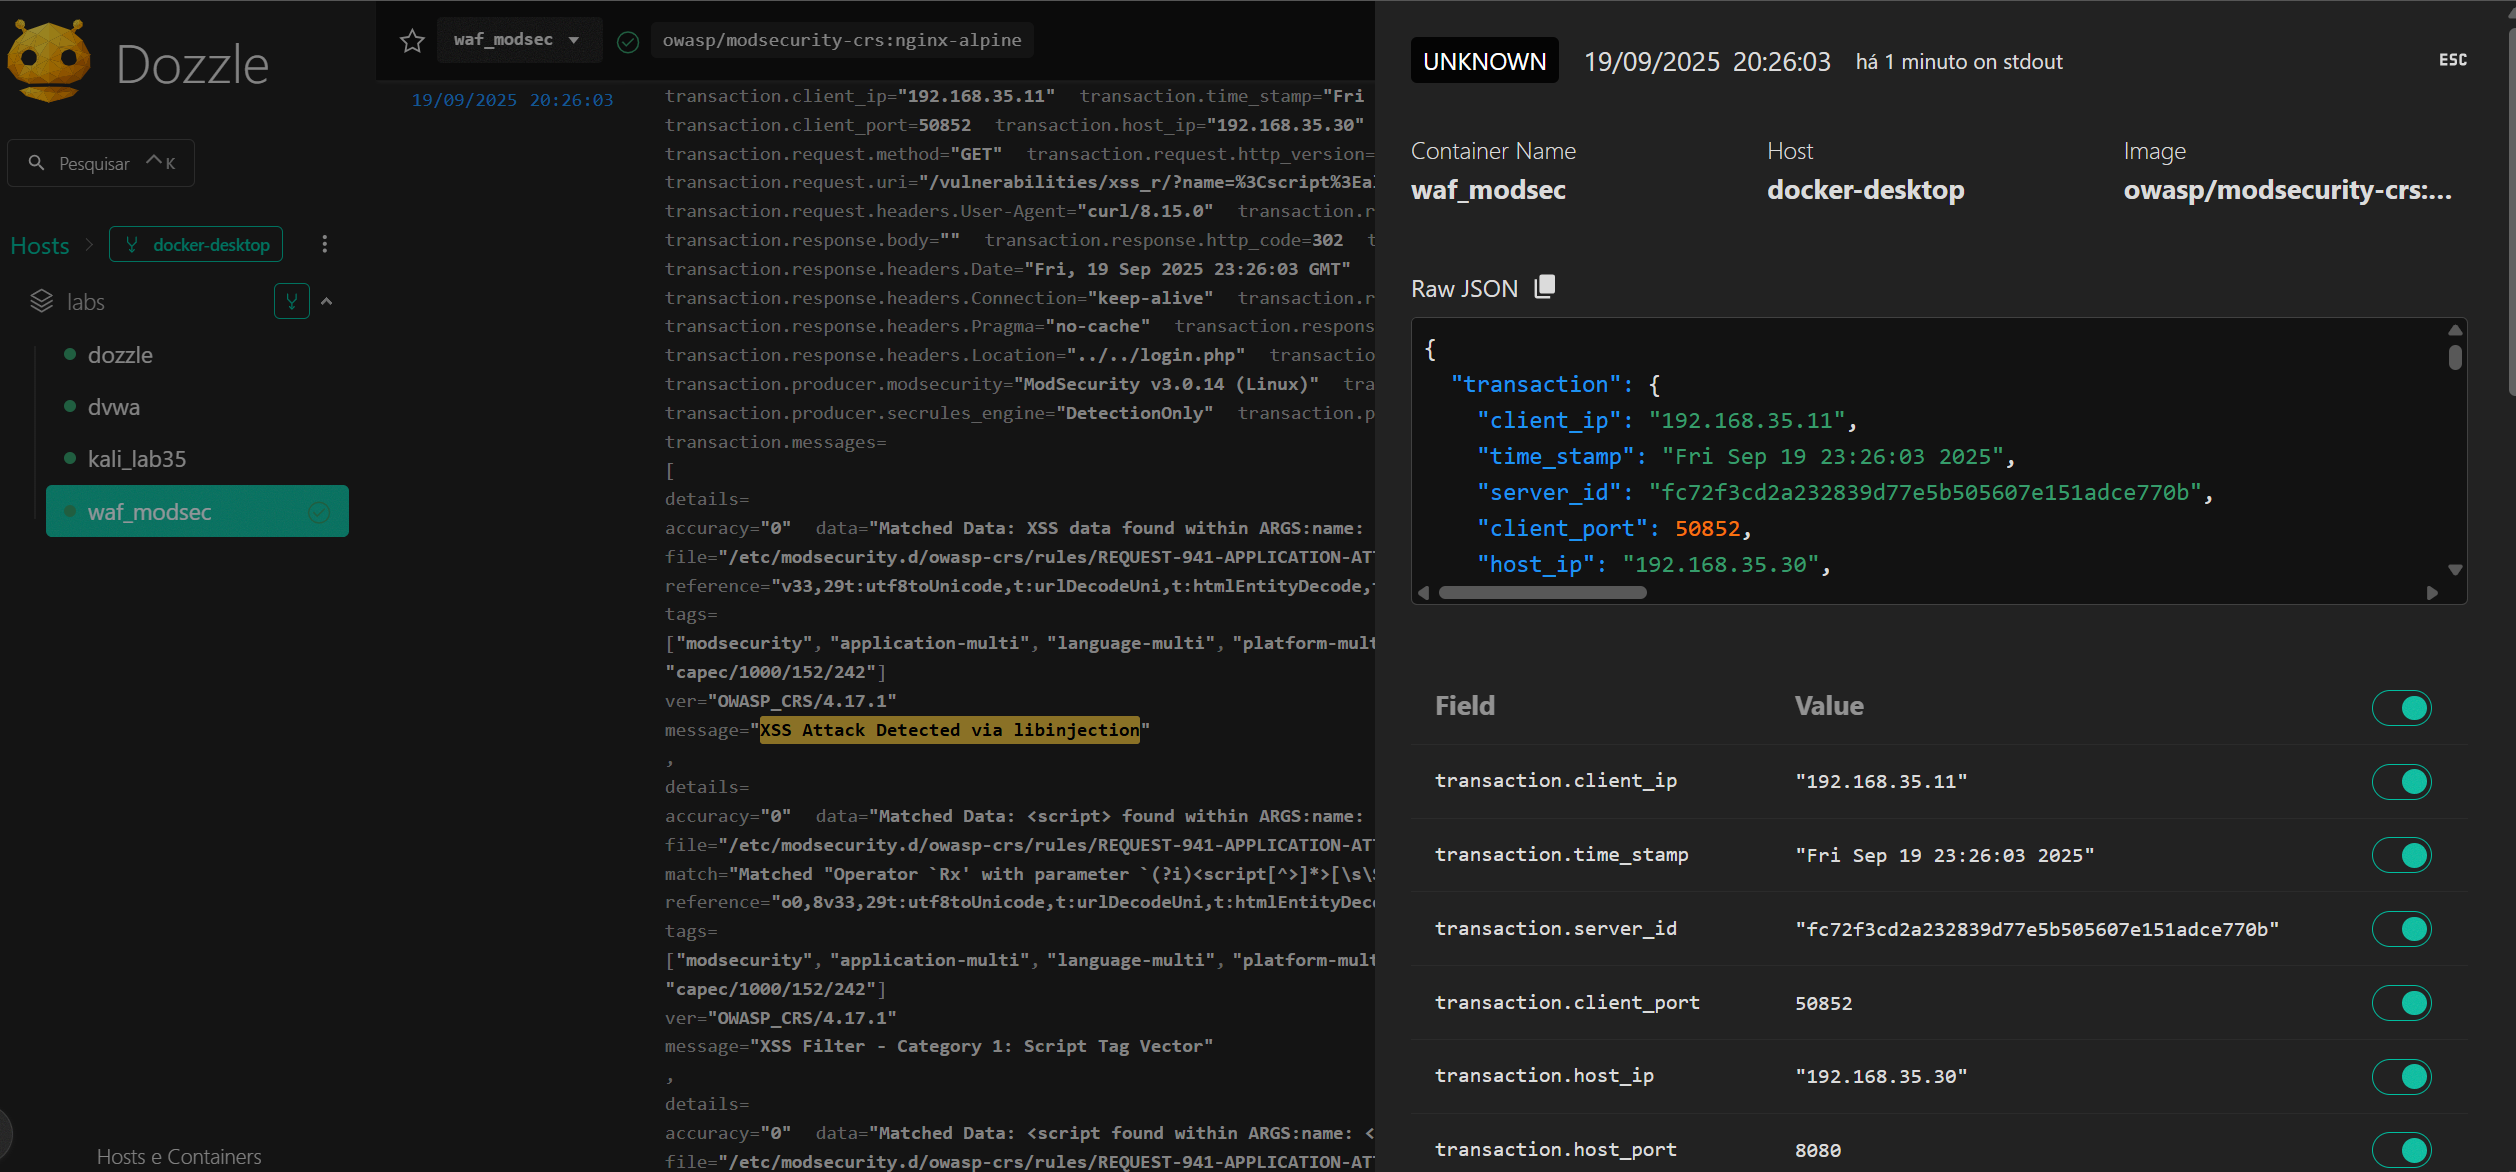 Dozzle
Pesquisar ^K
Hosts > docker-desktop
labs
dozzle
dvwa
kali_lab35
waf_modsec
Hosts e Containers
waf_modsec
owasp/modsecurity-crs:nginx-alpine
19/09/2025 20:26:03
transaction.client_ip="192.168.35.11" transaction.time_stamp="Fri
transaction.client_port=50852 transaction.host_ip="192.168.35.30"
transaction.request.method="GET" transaction.request.http_version=
transaction.request.uri="/vulnerabilities/xss_r/?name=%3Cscript%3Eal
transaction.request.headers.User-Agent="curl/8.15.0" transaction.r
transaction.response.body="" transaction.response.http_code=302 t
transaction.response.headers.Date="Fri, 19 Sep 2025 23:26:03 GMT"
transaction.response.headers.Connection="keep-alive" transaction.r
transaction.response.headers.Pragma="no-cache" transaction.respons
transaction.response.headers.Location="../../login.php" transactio
transaction.producer.modsecurity="ModSecurity v3.0.14 (Linux)" tra
transaction.producer.secrules_engine="DetectionOnly" transaction.p
transaction.messages=
[
details=
accuracy="0" data="Matched Data: XSS data found within ARGS:name:
file="/etc/modsecurity.d/owasp-crs/rules/REQUEST-941-APPLICATION-ATT
reference="v33,29t:utf8toUnicode,t:urlDecodeUni,t:htmlEntityDecode,t
tags=
["modsecurity", "application-multi", "language-multi", "platform-mult
"capec/1000/152/242"]
ver="OWASP_CRS/4.17.1"
message="XSS Attack Detected via libinjection"
,
details=
accuracy="0" data="Matched Data: <script> found within ARGS:name:
file="/etc/modsecurity.d/owasp-crs/rules/REQUEST-941-APPLICATION-ATT
match="Matched "Operator `Rx' with parameter `(?i)<script[^>]*>[\s\S
reference="o0,8v33,29t:utf8toUnicode,t:urlDecodeUni,t:htmlEntityDeco
tags=
["modsecurity", "application-multi", "language-multi", "platform-mult
"capec/1000/152/242"]
ver="OWASP_CRS/4.17.1"
message="XSS Filter - Category 1: Script Tag Vector"
,
details=
accuracy="0" data="Matched Data: <script found within ARGS:name: <
file="/etc/modsecurity.d/owasp-crs/rules/REQUEST-941-APPLICATION-ATT
UNKNOWN 19/09/2025 20:26:03 há 1 minuto on stdout
ESC
Container Name Host Image
waf_modsec docker-desktop owasp/modsecurity-crs:...
Raw JSON
{
"transaction": {
"client_ip": "192.168.35.11",
"time_stamp": "Fri Sep 19 23:26:03 2025",
"server_id": "fc72f3cd2a232839d77e5b505607e151adce770b",
"client_port": 50852,
"host_ip": "192.168.35.30",
Field Value
transaction.client_ip "192.168.35.11"
transaction.time_stamp "Fri Sep 19 23:26:03 2025"
transaction.server_id "fc72f3cd2a232839d77e5b505607e151adce770b"
transaction.client_port 50852
transaction.host_ip "192.168.35.30"
transaction.host_port 8080